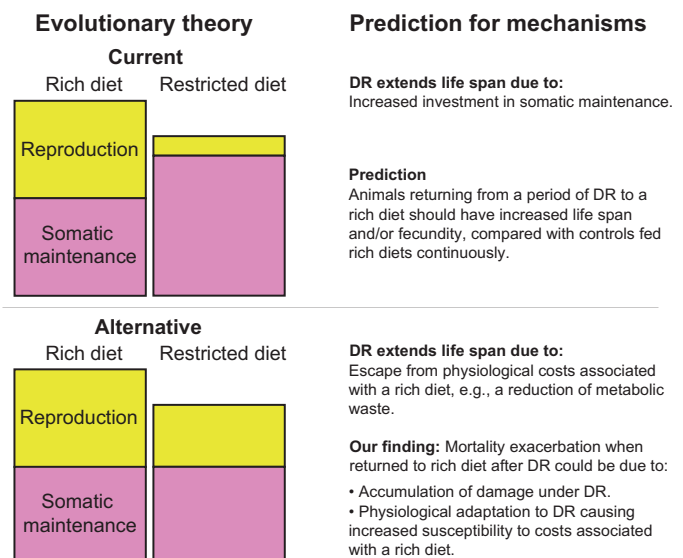 Evolutionary theory
Prediction for mechanisms
Current
Rich diet
Restricted diet
Reproduction
Somatic
maintenance
DR extends life span due to:
Increased investment in somatic maintenance.
Prediction
Animals returning from a period of DR to a
rich diet should have increased life span
and/or fecundity, compared with controls fed
rich diets continuously.
Alternative
Rich diet
Restricted diet
Reproduction
Somatic
maintenance
DR extends life span due to:
Escape from physiological costs associated
with a rich diet, e.g., a reduction of metabolic
waste.
Our finding: Mortality exacerbation when
returned to rich diet after DR could be due to:
• Accumulation of damage under DR.
• Physiological adaptation to DR causing
increased susceptibility to costs associated
with a rich diet.